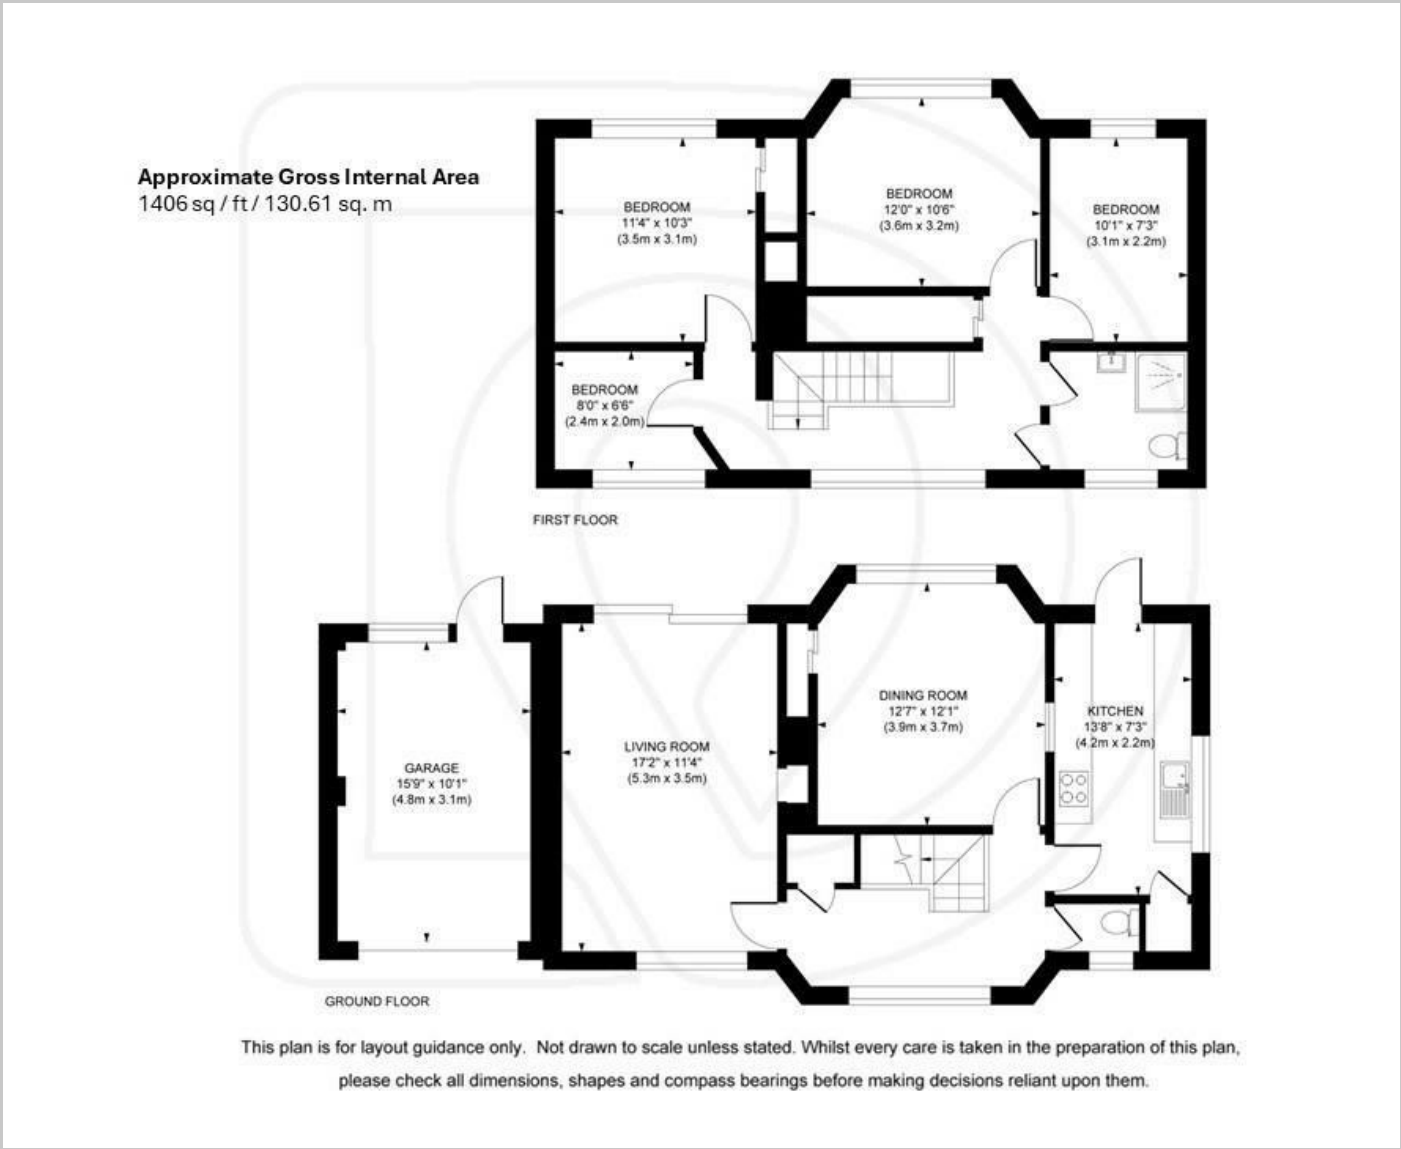 Approximate Gross Internal Area
1406 sq / ft / 130.61 sq. m
BEDROOM
11'4" x 10'3"
(3.5m x 3.1m)
BEDROOM
12'0" x 10'6"
(3.6m x 3.2m)
BEDROOM
10'1" x 7'3"
(3.1m x 2.2m)
BEDROOM
8'0" x 6'6"
(2.4m x 2.0m)
FIRST FLOOR
GARAGE
15'9" x 10'1"
(4.8m x 3.1m)
LIVING ROOM
17'2" x 11'4"
(5.3m x 3.5m)
DINING ROOM
12'7" x 12'1"
(3.9m x 3.7m)
KITCHEN
13'8" x 7'3"
(4.2m x 2.2m)
GROUND FLOOR
This plan is for layout guidance only. Not drawn to scale unless stated. Whilst every care is taken in the preparation of this plan,
please check all dimensions, shapes and compass bearings before making decisions reliant upon them.